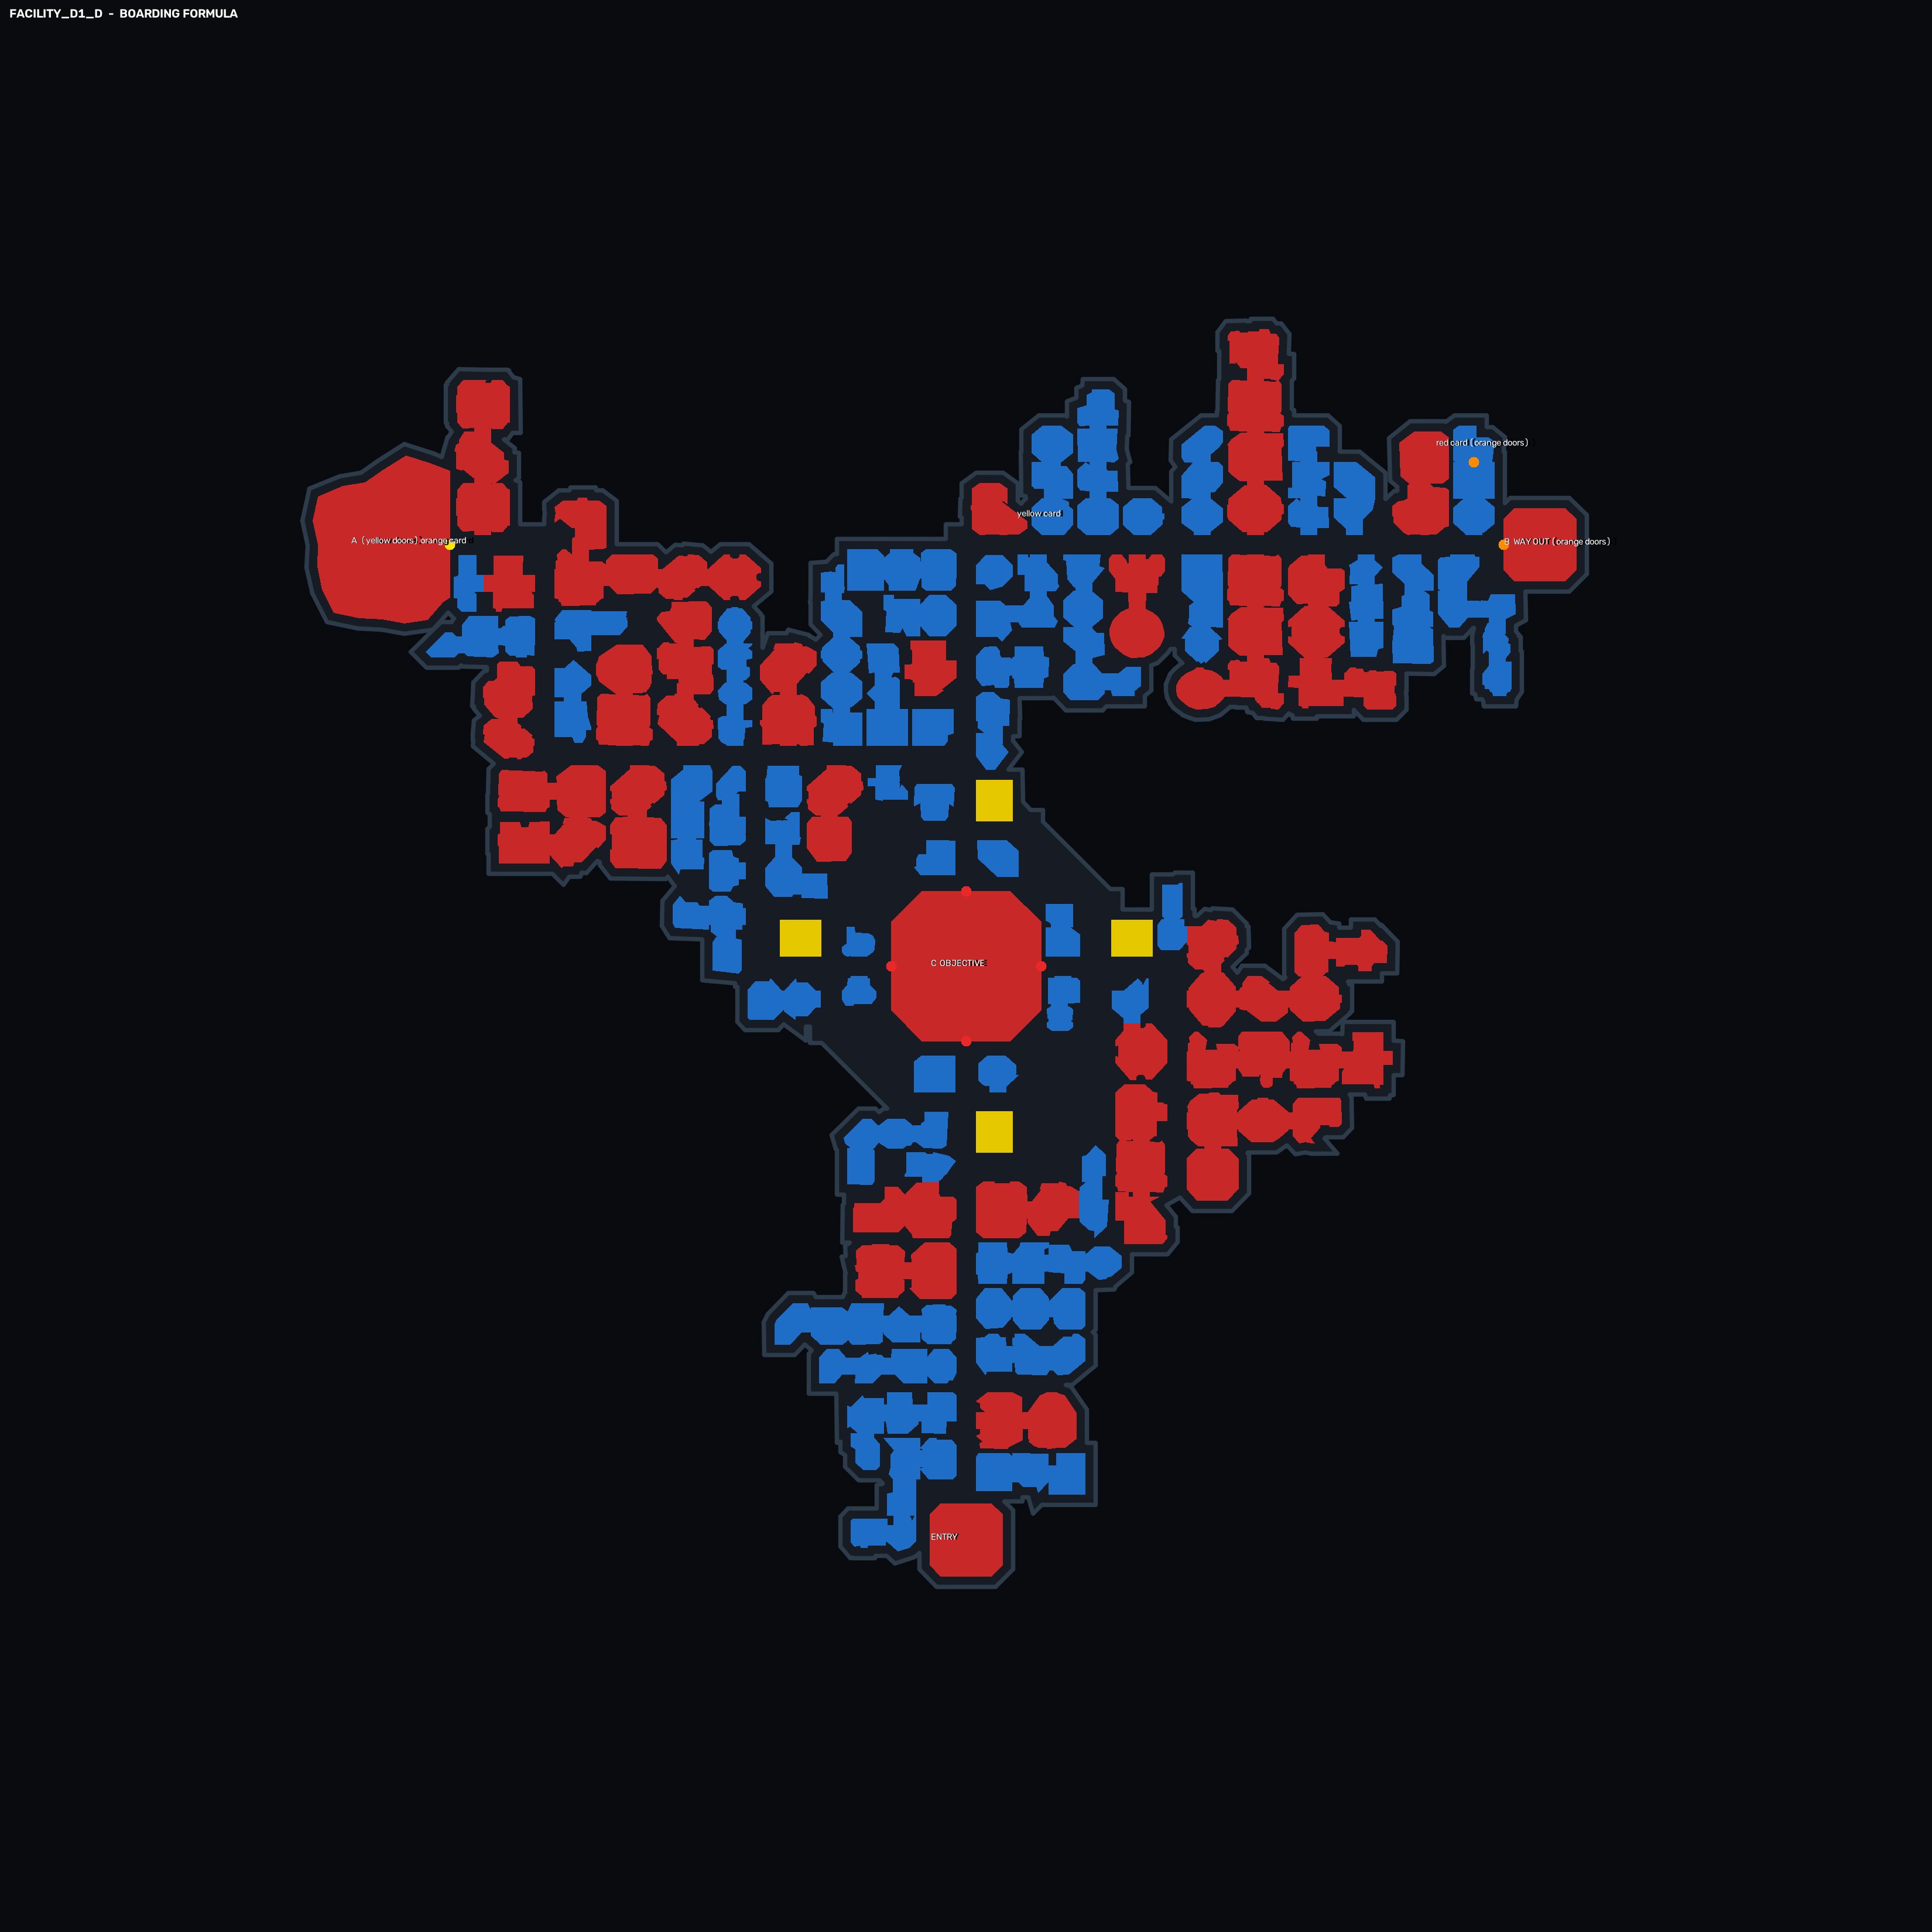 FACILITY_D1_D - BOARDING FORMULA
red card (orange doors)
yellow card
A (yellow doors) orange card
B WAY OUT (orange doors)
C OBJECTIVE
ENTRY